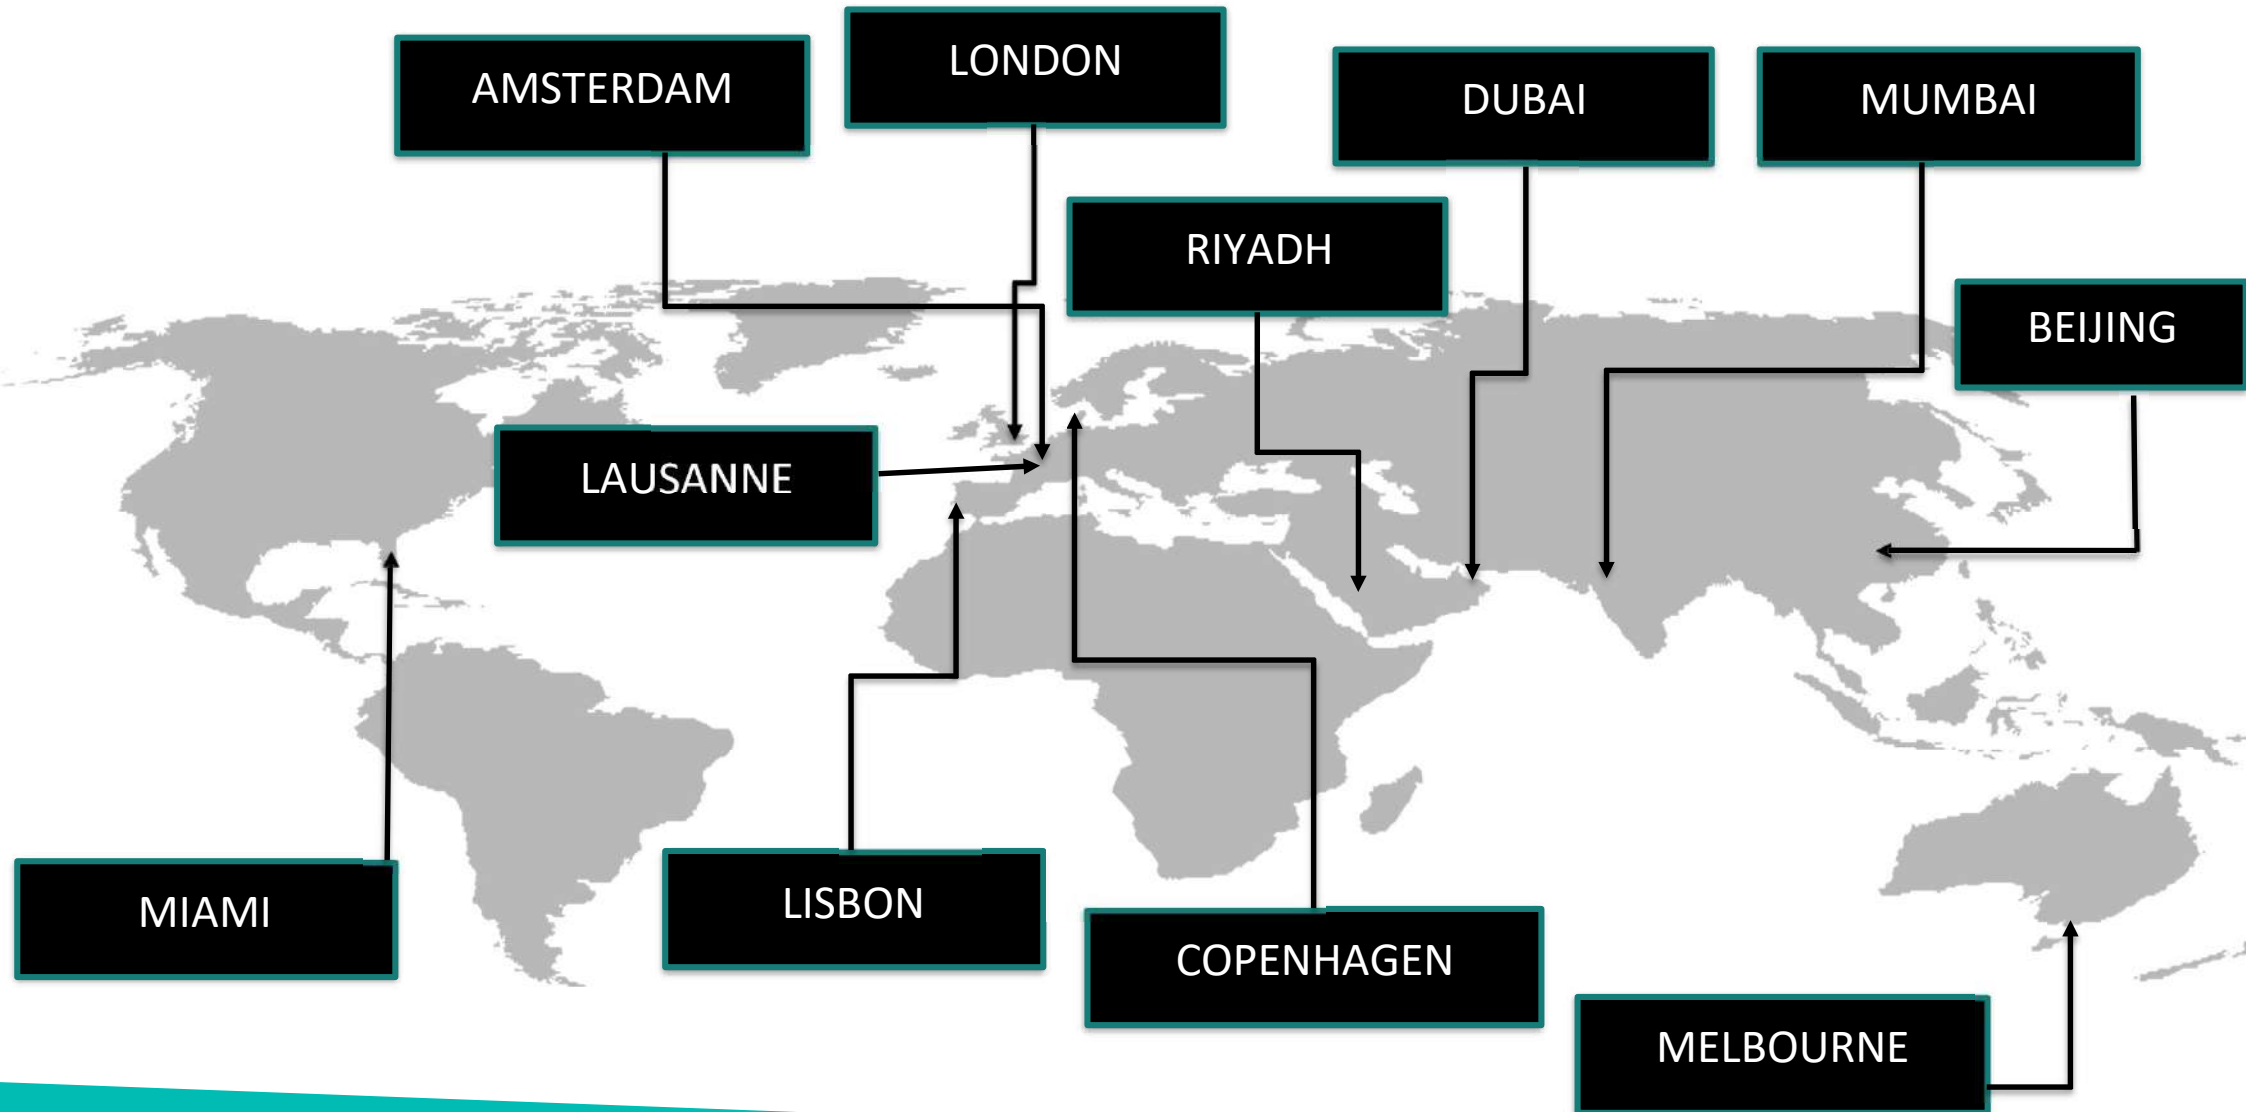 LONDON
AMSTERDAM
DUBAI
MUMBAI
RIYADH
BEIJING
LAUSANNE
MIAMI
LISBON
COPENHAGEN
MELBOURNE